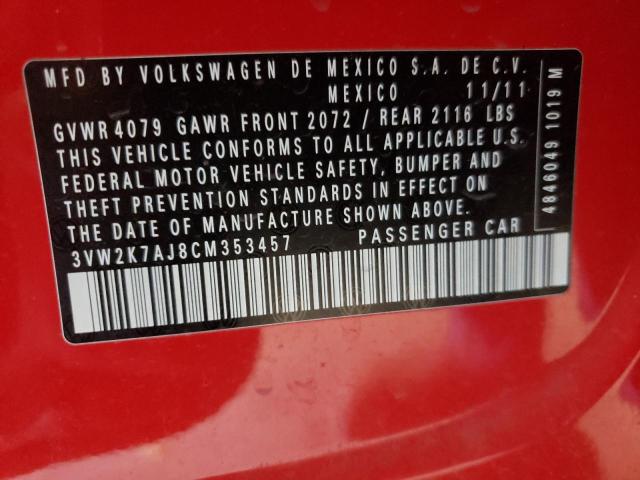 MFD BY VOLKSWAGEN DE MEXICO S.A. DE C.V.
MEXICO 11/11
GVWR 4079 GAWR FRONT 2072 / REAR 2116 LBS
THIS VEHICLE CONFORMS TO ALL APPLICABLE U.S.
FEDERAL MOTOR VEHICLE SAFETY, BUMPER AND
THEFT PREVENTION STANDARDS IN EFFECT ON
THE DATE OF MANUFACTURE SHOWN ABOVE.
3VW2K7AJ8CM353457 PASSENGER CAR
4846049 1019 M